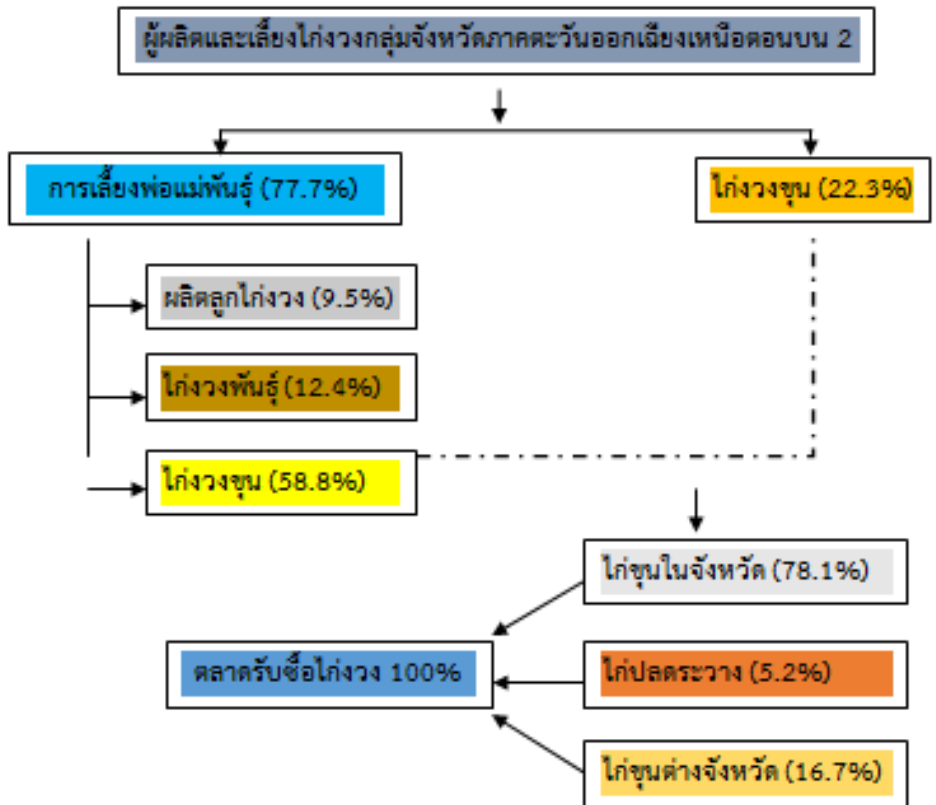 ผู้ผลิตและเลี้ยงไก่งวงกลุ่มจังหวัดภาคตะวันออกเฉียงเหนือตอนบน 2
การเลี้ยงพ่อแม่พันธุ์ (77.7%)
ไก่งวงขุน (22.3%)
ผลิตลูกไก่งวง (9.5%)
ไก่งวงพันธุ์ (12.4%)
ไก่งวงขุน (58.8%)
ไก่ขุนในจังหวัด (78.1%)
ตลาดรับซื้อไก่งวง 100%
ไก่ปลดระวาง (5.2%)
ไก่ขุนต่างจังหวัด (16.7%)